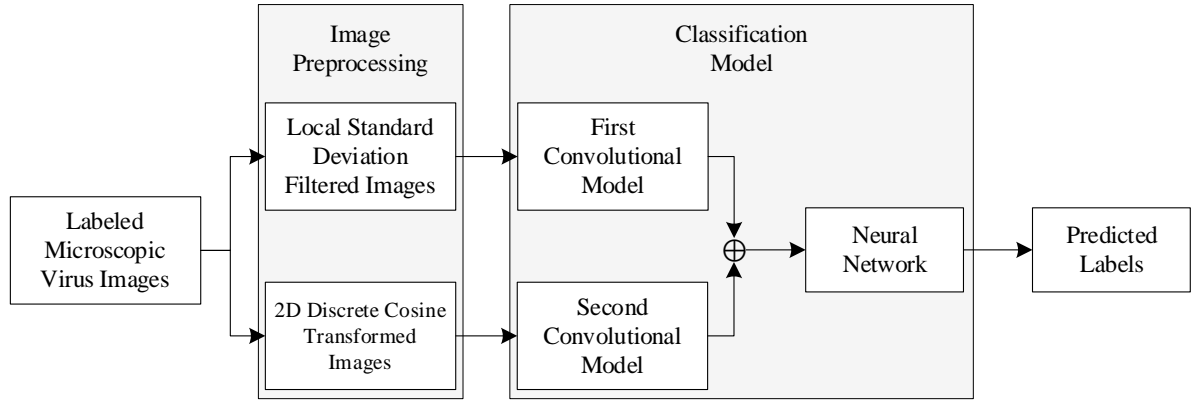 Image
Preprocessing
Classification
Model
Labeled
Microscopic
Virus Images
Local Standard
Deviation
Filtered Images
2D Discrete Cosine
Transformed
Images
First
Convolutional
Model
Second
Convolutional
Model
Neural
Network
Predicted
Labels